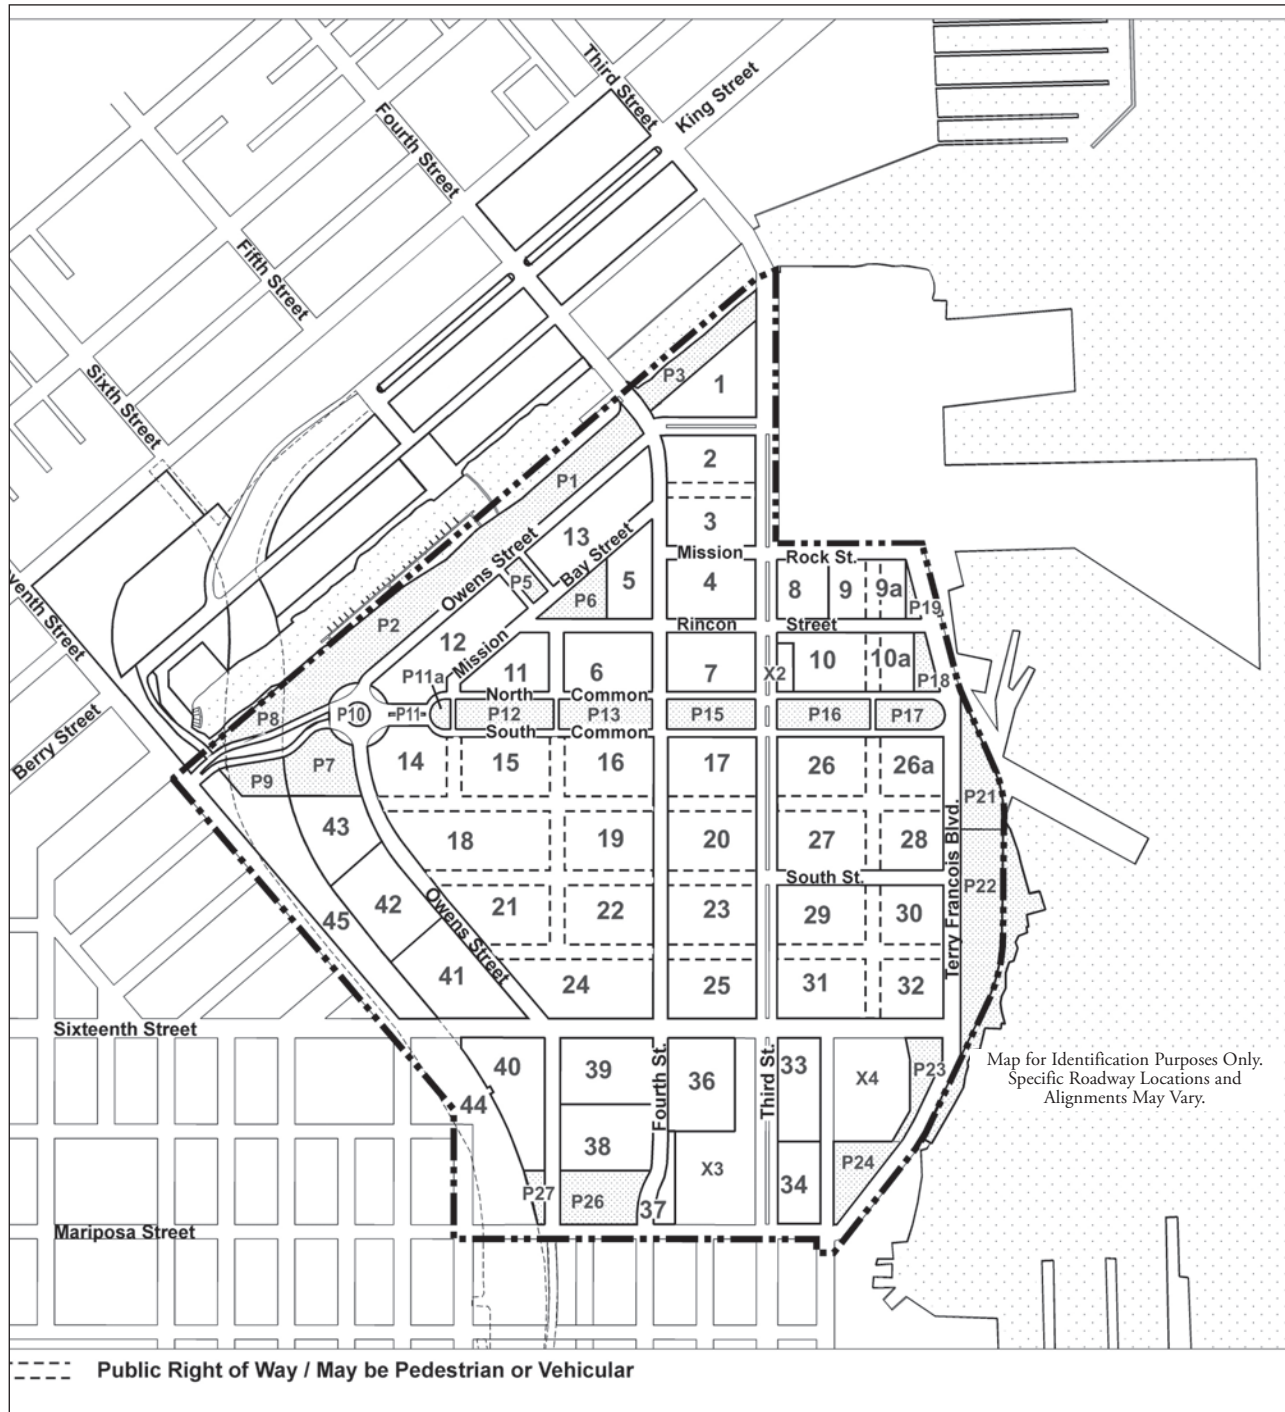 Third Street
King Street
Fourth Street
Fifth Street
Sixth Street
P3
1
2
P1
3
13
Mission
Rock St.
Bay Street
Owens Street
P5
5
4
8
9
9a
P6
P19
P2
Rincon
Street
12
Mission
11
6
7
X2
10
10a
P11a
P18
North
Common
P8
P10
P11
P12
P13
P15
P16
P17
South
Common
venth Street
Berry Street
P9
P7
14
15
16
17
26
26a
P21
43
18
19
20
27
28
Terry Francois Blvd.
South St.
P22
42
45
Owens Street
21
22
23
29
30
41
24
25
31
32
Sixteenth Street
Map for Identification Purposes Only.
Specific Roadway Locations and
Alignments May Vary.
40
39
Fourth St.
36
Third St.
33
X4
P23
44
38
X3
P24
34
P27
P26
37
Mariposa Street
Public Right of Way / May be Pedestrian or Vehicular